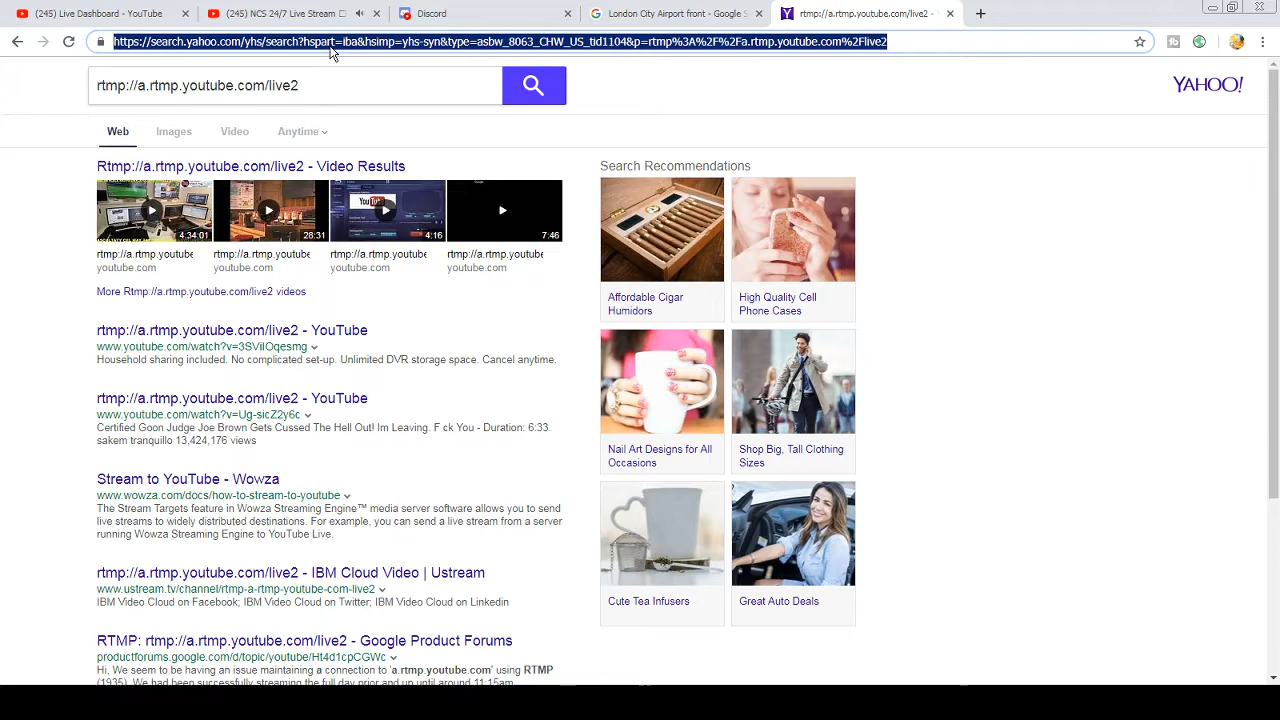 (245) Live Dashboard - YouTube
(245) NCS 24/7 Live Stream
Discord
London City Airport front - Google S
rtmp://a.rtmp.youtube.com/live2 -
https://search.yahoo.com/yhs/search?hspart=iba&hsimp=yhs-syn&type=asbw_8063_CHW_US_tid1104&p=rtmp%3A%2F%2Fa.rtmp.youtube.com%2Flive2
rtmp://a.rtmp.youtube.com/live2
YAHOO!
Web Images Video Anytime
Rtmp://a.rtmp.youtube.com/live2 - Video Results
4:34:01 28:31 4:16 7:46
rtmp://a.rtmp.youtube rtmp://a.rtmp.youtube rtmp://a.rtmp.youtube rtmp://a.rtmp.youtube
youtube.com youtube.com youtube.com youtube.com
More Rtmp://a.rtmp.youtube.com/live2 videos
rtmp://a.rtmp.youtube.com/live2 - YouTube
www.youtube.com/watch?v=3SViIOqesmg
Household sharing included. No complicated set-up. Unlimited DVR storage space. Cancel anytime.
rtmp://a.rtmp.youtube.com/live2 - YouTube
www.youtube.com/watch?v=Ug-sicZ2y6c
Certified Goon Judge Joe Brown Gets Cussed The Hell Out! Im Leaving. F ck You - Duration: 6:33.
sakem tranquillo 13,424,176 views
Stream to YouTube - Wowza
www.wowza.com/docs/how-to-stream-to-youtube
The Stream Targets feature in Wowza Streaming Engine™ media server software allows you to send
live streams to widely distributed destinations. For example, you can send a live stream from a server
running Wowza Streaming Engine to YouTube Live.
rtmp://a.rtmp.youtube.com/live2 - IBM Cloud Video | Ustream
www.ustream.tv/channel/rtmp-a-rtmp-youtube-com-live2
IBM Video Cloud on Facebook; IBM Video Cloud on Twitter; IBM Video Cloud on Linkedin
RTMP: rtmp://a.rtmp.youtube.com/live2 - Google Product Forums
productforums.google.com/d/topic/youtube/Ht4d1cpCGWc
Hi, We seem to be having an issue maintaining a connection to 'a.rtmp.youtube.com' using RTMP
(1935). We had been successfully streaming the full day prior and up until around 11:15am.
Search Recommendations
Affordable Cigar
Humidors
High Quality Cell
Phone Cases
Nail Art Designs for All
Occasions
Shop Big, Tall Clothing
Sizes
Cute Tea Infusers
Great Auto Deals